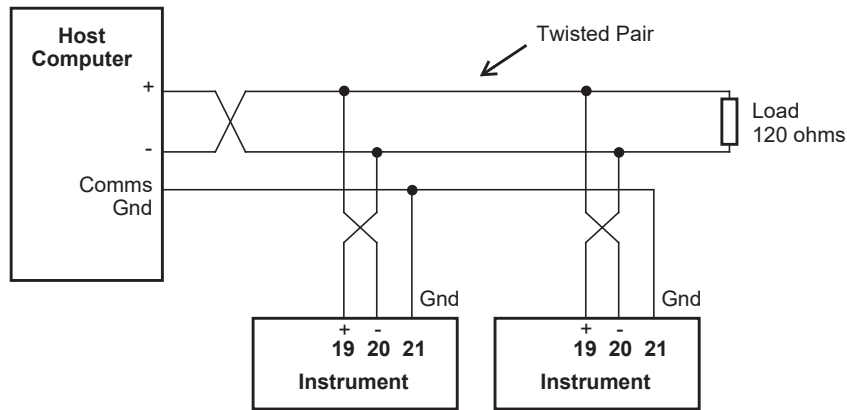 Host
Computer
+
-
Comms
Gnd
Twisted Pair
Load
120 ohms
Gnd
+ -
19 20 21
Instrument
Gnd
+ -
19 20 21
Instrument